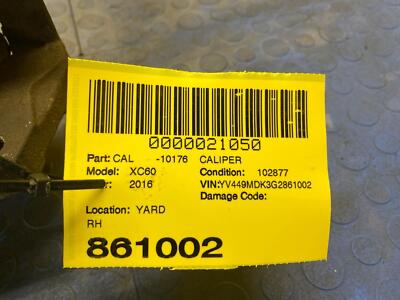 0000021050
Part: CAL -10176 CALIPER
Model: XC60 Condition: 102877
2016 VIN:YV449MDK3G2861002
Damage Code:
Location: YARD
RH
861002